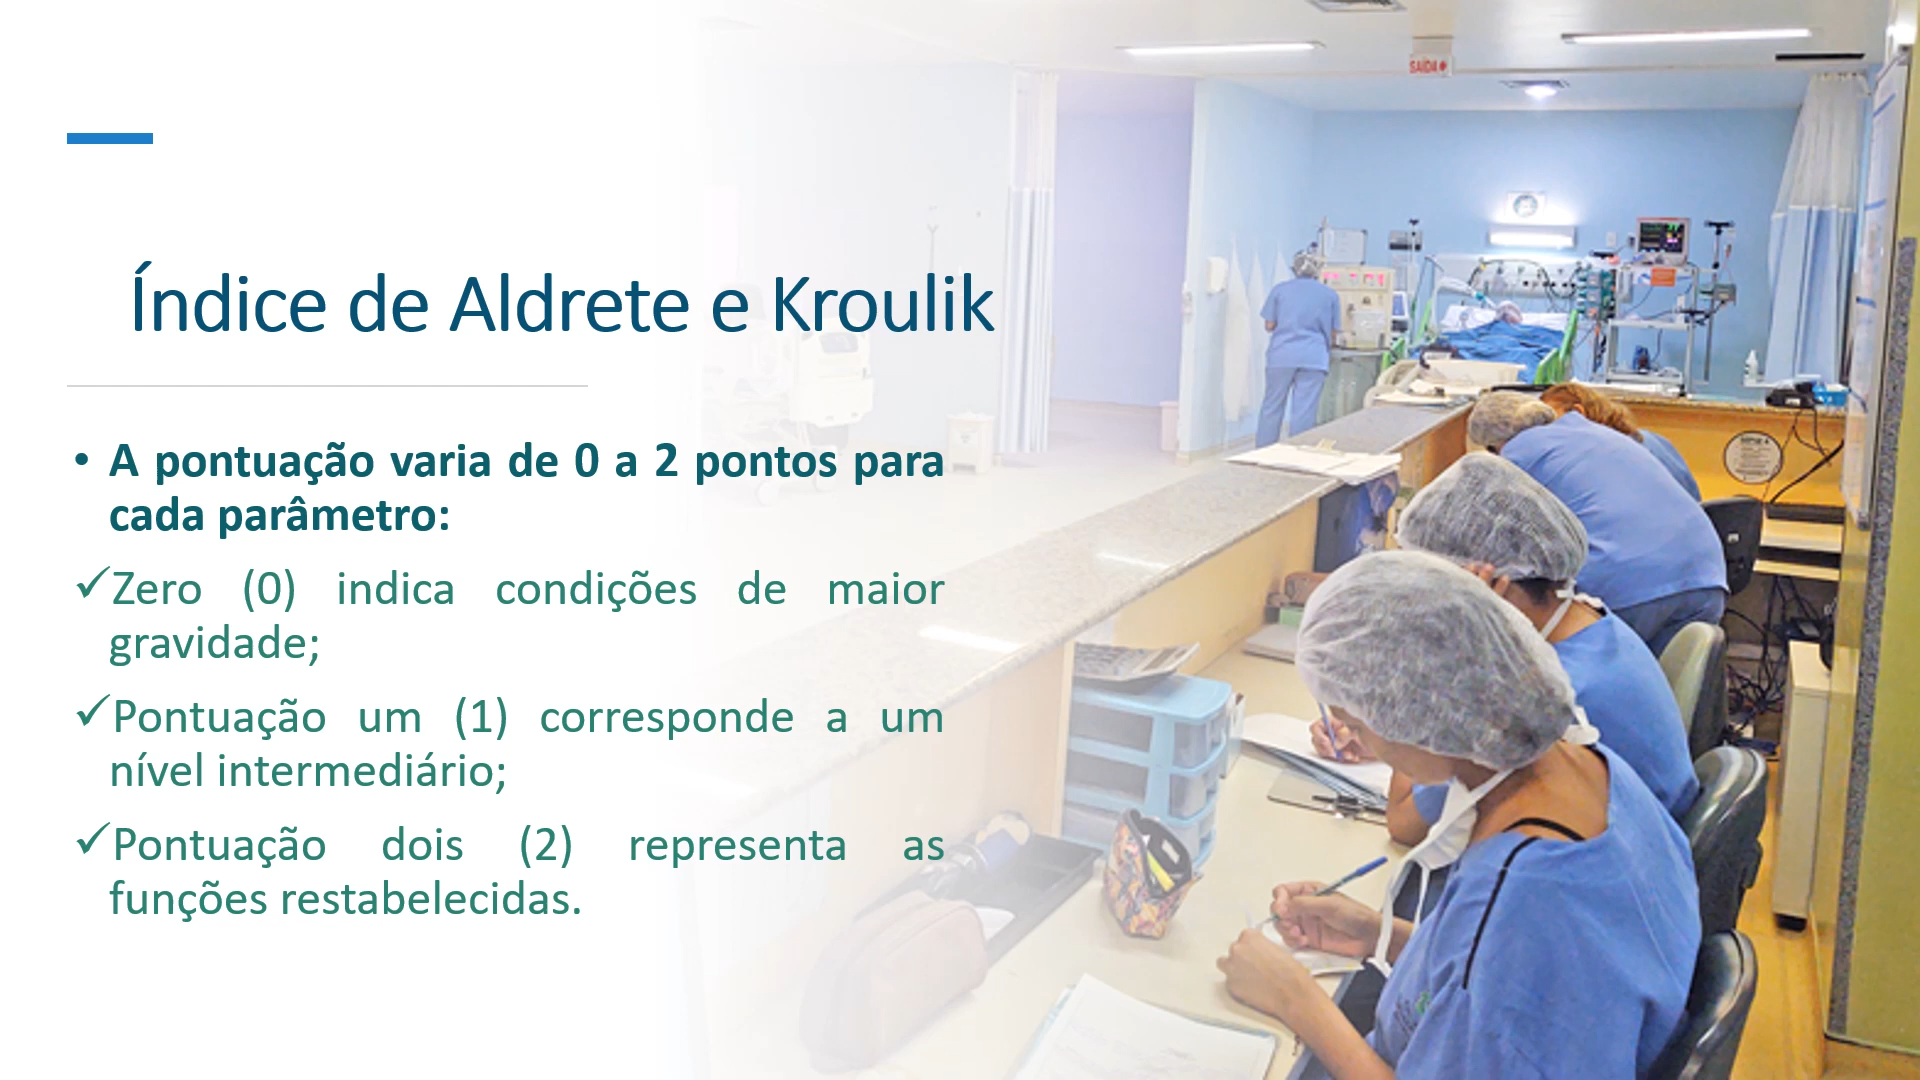 SAÍDA
Índice de Aldrete e Kroulik
• A pontuação varia de 0 a 2 pontos para
cada parâmetro:
✓Zero (0) indica condições de maior
gravidade;
✓Pontuação um (1) corresponde a um
nível intermediário;
✓Pontuação dois (2) representa as
funções restabelecidas.